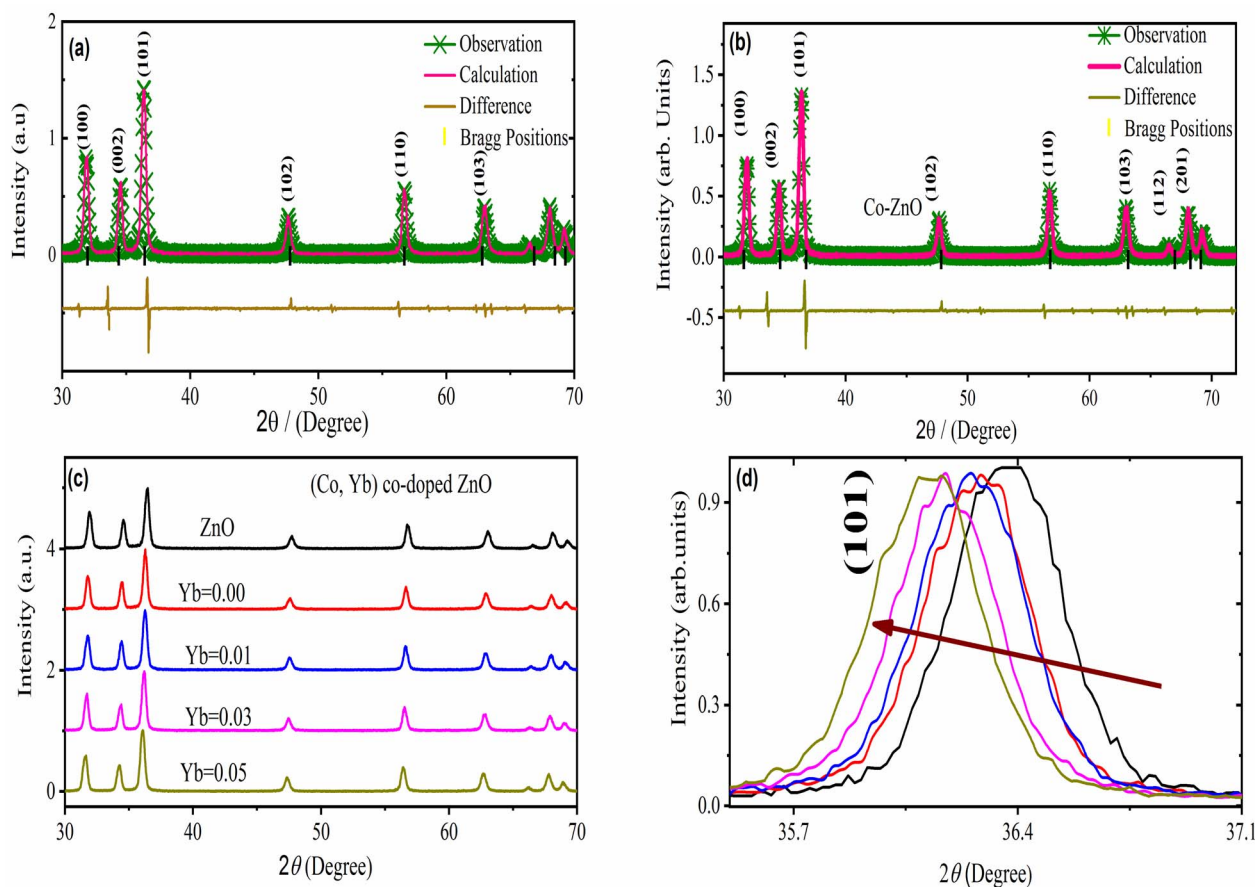 (a)
Observation
Calculation
Difference
Bragg Positions
(100)
(002)
(101)
(102)
(110)
(103)
2
1
0
Intensity (a.u)
30
40
50
60
70
2θ / (Degree)
(b)
Observation
Calculation
Difference
Bragg Positions
(100)
(002)
(101)
(102)
(110)
(103)
(112)
(201)
Co-ZnO
1.5
1.0
0.5
0.0
-0.5
Intensity (arb. Units)
30
40
50
60
70
2θ / (Degree)
(c)
(Co, Yb) co-doped ZnO
ZnO
Yb=0.00
Yb=0.01
Yb=0.03
Yb=0.05
4
2
0
Intensity (a.u.)
30
40
50
60
70
2θ (Degree)
(d)
(101)
0.9
0.6
0.3
0.0
Intensity (arb.units)
35.7
36.4
37.1
2θ (Degree)